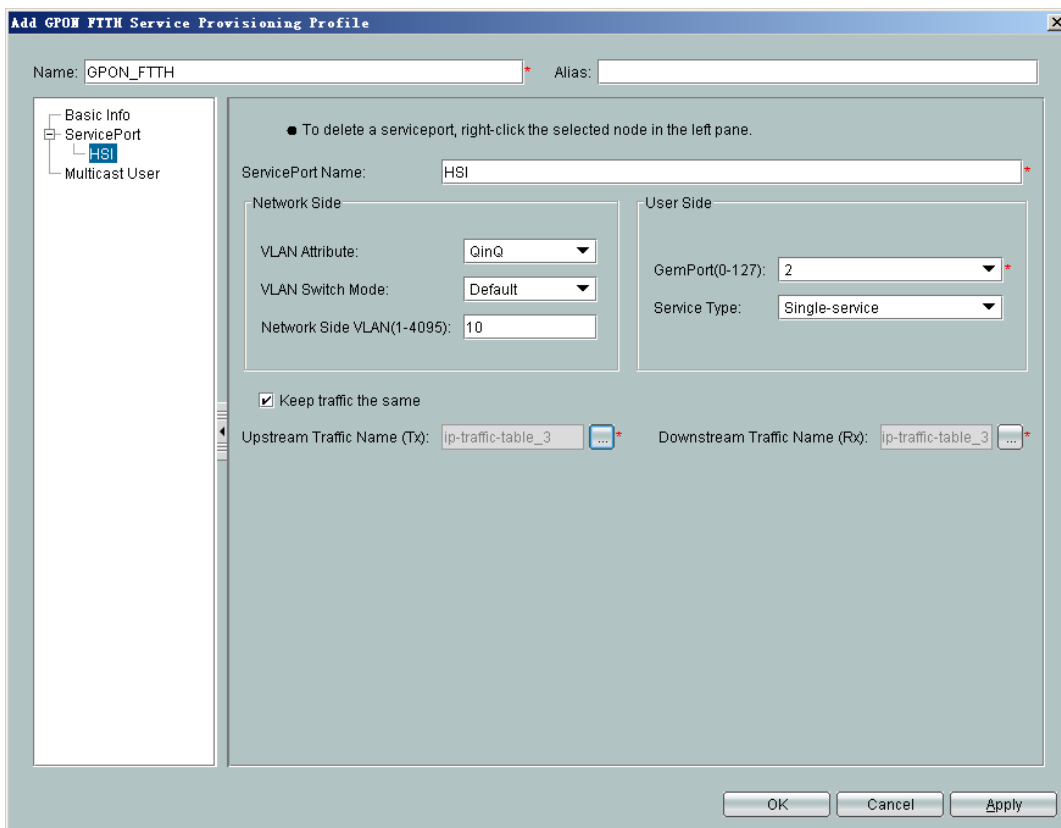 Add GPON FTTH Service Provisioning Profile
Name: GPON_FTTH * Alias:
Basic Info
ServicePort
HSI
Multicast User
To delete a serviceport, right-click the selected node in the left pane.
ServicePort Name: HSI *
Network Side
VLAN Attribute: QinQ
VLAN Switch Mode: Default
Network Side VLAN(1-4095): 10
User Side
GemPort(0-127): 2 *
Service Type: Single-service
Keep traffic the same
Upstream Traffic Name (Tx): ip-traffic-table_3 ... * Downstream Traffic Name (Rx): ip-traffic-table_3 ... *
OK Cancel Apply